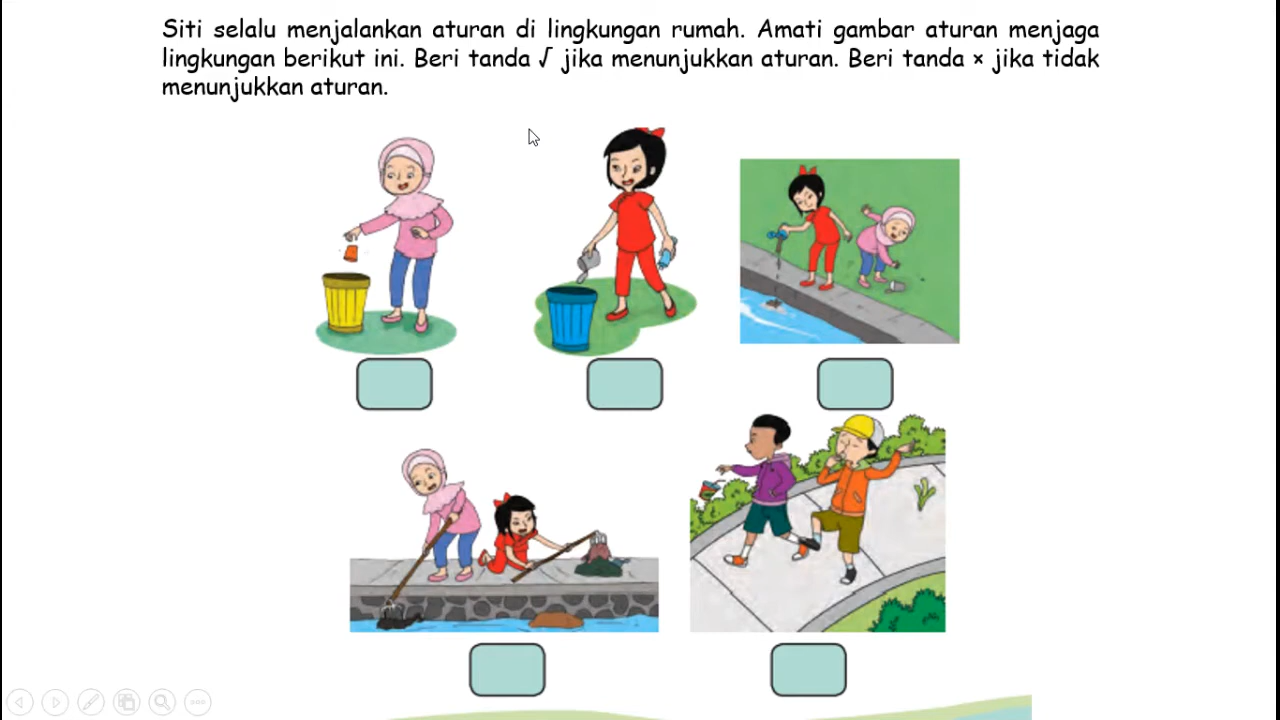 Siti selalu menjalankan aturan di lingkungan rumah. Amati gambar aturan menjaga
lingkungan berikut ini. Beri tanda √ jika menunjukkan aturan. Beri tanda × jika tidak
menunjukkan aturan.